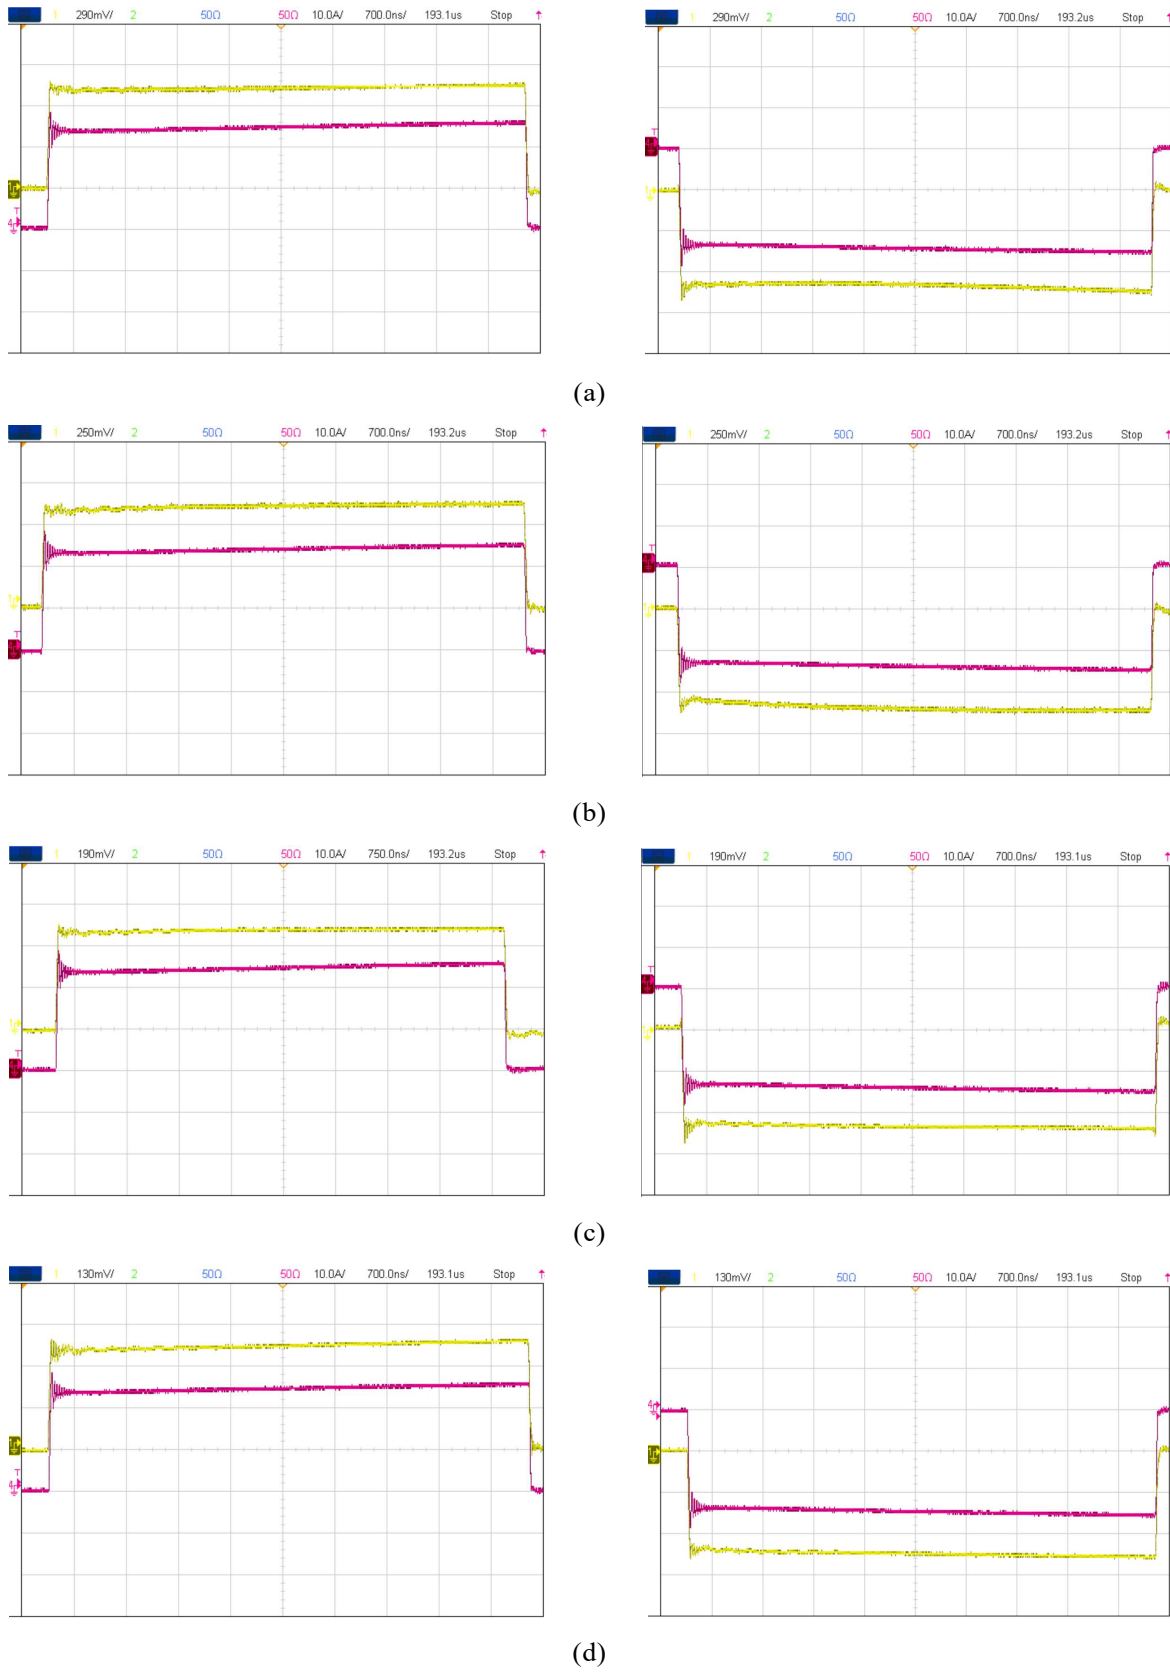 1 290mV/ 2 50Ω 50Ω 10.0A/ 700.0ns/ 193.1us Stop
1 290mV/ 2 50Ω 50Ω 10.0A/ 700.0ns/ 193.2us Stop
(a)
1 250mV/ 2 50Ω 50Ω 10.0A/ 700.0ns/ 193.2us Stop
1 250mV/ 2 50Ω 50Ω 10.0A/ 700.0ns/ 193.2us Stop
(b)
1 190mV/ 2 50Ω 50Ω 10.0A/ 750.0ns/ 193.2us Stop
1 190mV/ 2 50Ω 50Ω 10.0A/ 700.0ns/ 193.1us Stop
(c)
1 130mV/ 2 50Ω 50Ω 10.0A/ 700.0ns/ 193.1us Stop
1 130mV/ 2 50Ω 50Ω 10.0A/ 700.0ns/ 193.1us Stop
(d)